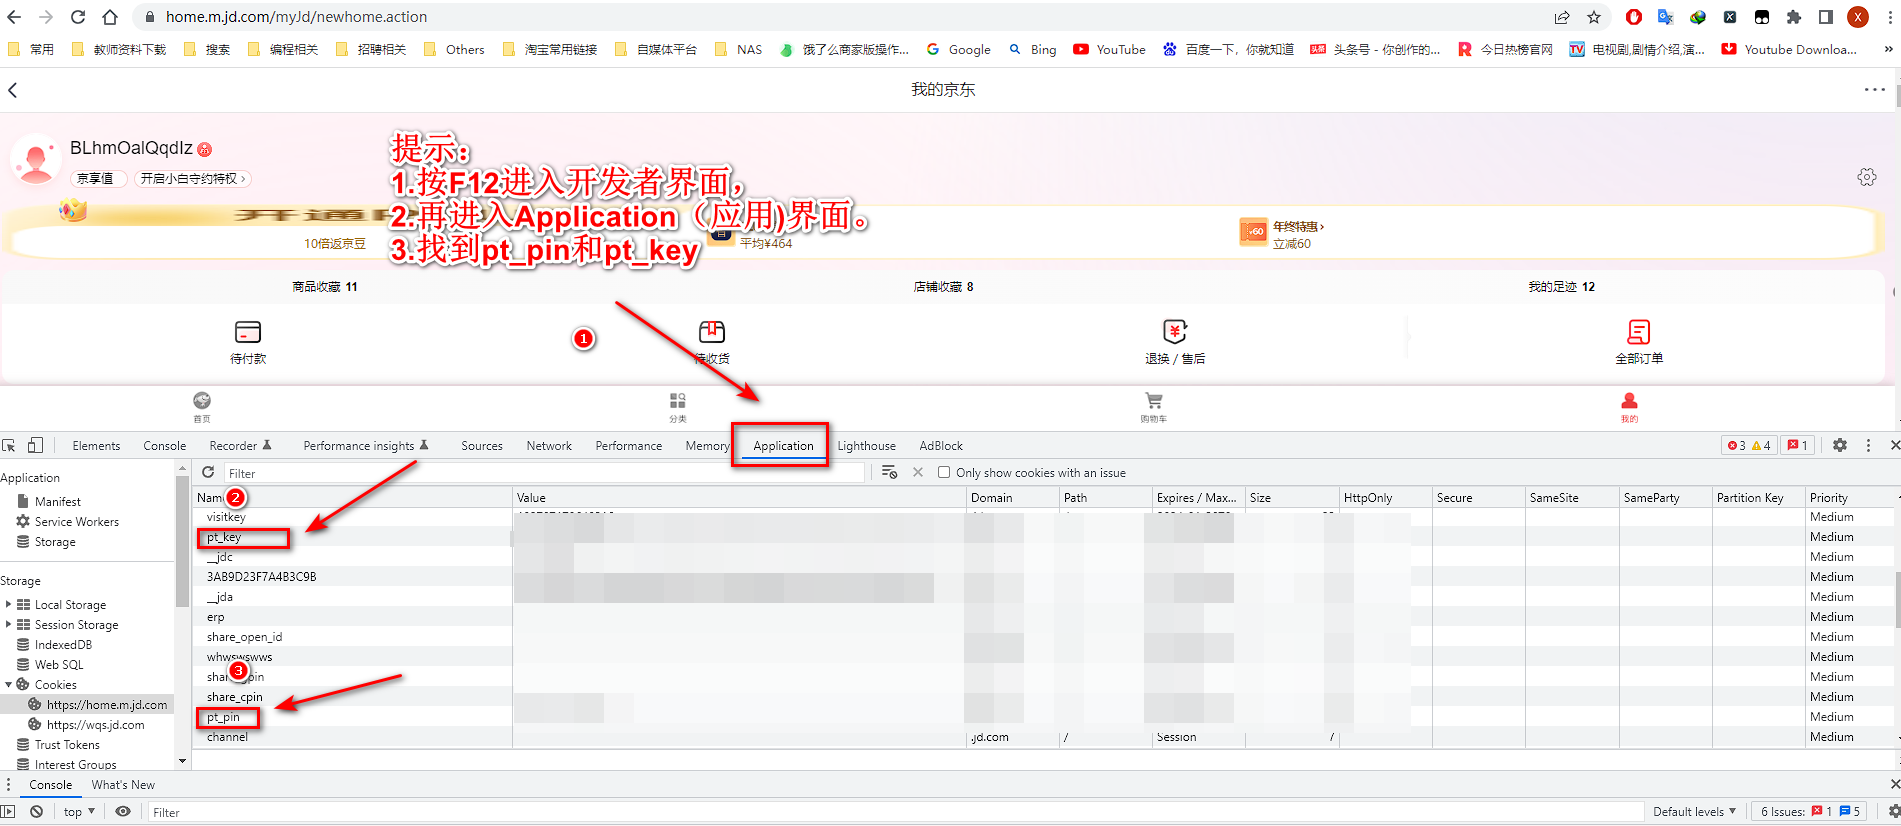 home.m.jd.com/myJd/newhome.action
X
常用 教师资料下载 搜索 编程相关 招聘相关 Others 淘宝常用链接 自媒体平台 NAS 饿了么商家版操作... Google Bing YouTube 百度一下，你就知道 头条 头条号 - 你创作的... 今日热榜官网 电视剧,剧情介绍,演... Youtube Downloa... »
我的京东
BLhmOalQqdIz
京享值 开启小白守约特权 ›
提示：
1.按F12进入开发者界面，
2.再进入Application（应用)界面。
3.找到pt_pin和pt_key
10倍返京豆
平均¥464
¥60 年终特惠›
立减60
商品收藏 11 店铺收藏 8 我的足迹 12
1
待付款 待收货 退换 / 售后 全部订单
首页 分类 购物车 我的
Elements Console Recorder Performance insights Sources Network Performance Memory Application Lighthouse AdBlock 3 4 1
Application Filter Only show cookies with an issue
Name 2 Value Domain Path Expires / Max... Size HttpOnly Secure SameSite SameParty Partition Key Priority
Manifest visitkey Medium
Service Workers pt_key Medium
Storage __jdc Medium
Storage 3AB9D23F7A4B3C9B Medium
Local Storage __jda Medium
Session Storage erp Medium
IndexedDB share_open_id Medium
Web SQL whwswswws Medium
3
Cookies Medium
https://home.m.jd.com share_cpin Medium
https://wqs.jd.com pt_pin Medium
Trust Tokens channel .jd.com / Session 7 Medium
Interest Groups
Console What's New
top Filter Default levels 6 Issues: 1 5